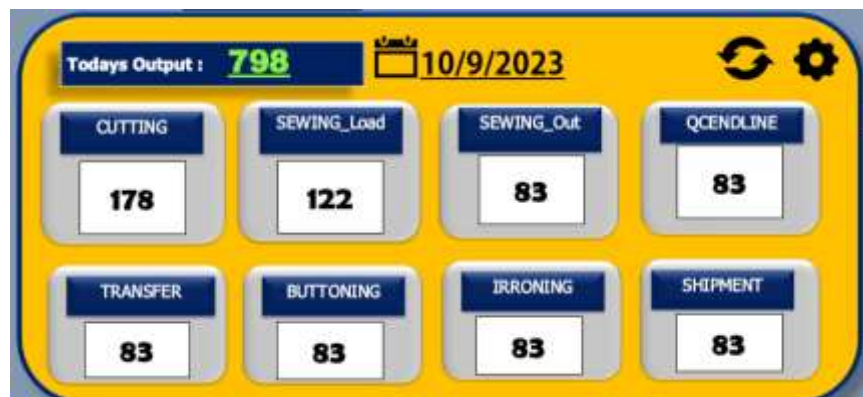 Todays Output : 798 10/9/2023
CUTTING SEWING_Load SEWING_Out QCENDLINE
178 122 83 83
TRANSFER BUTTONING IRRONING SHIPMENT
83 83 83 83